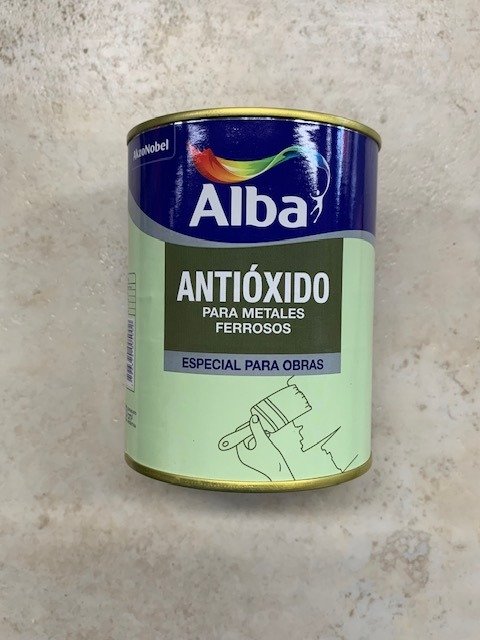 AkzoNobel
Alba
ANTIÓXIDO
PARA METALES
FERROSOS
ESPECIAL PARA OBRAS